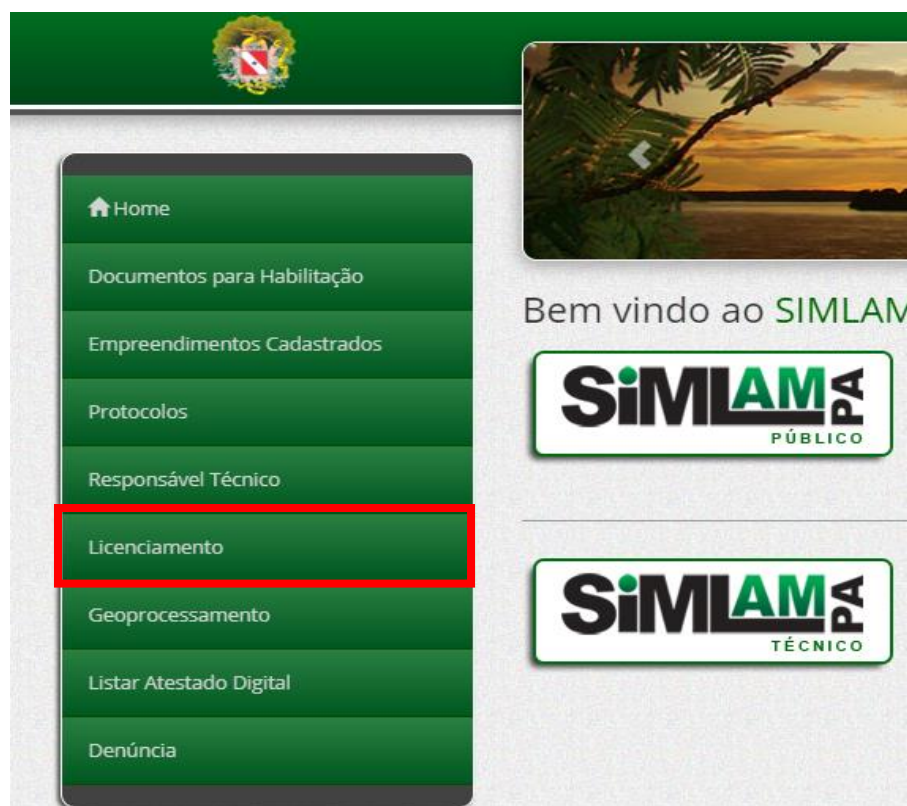 Home
Documentos para Habilitação
Empreendimentos Cadastrados
Protocolos
Responsável Técnico
Licenciamento
Geoprocessamento
Listar Atestado Digital
Denúncia
Bem vindo ao SIMLAM
SiMLAM PA
PÚBLICO
SiMLAM PA
TÉCNICO